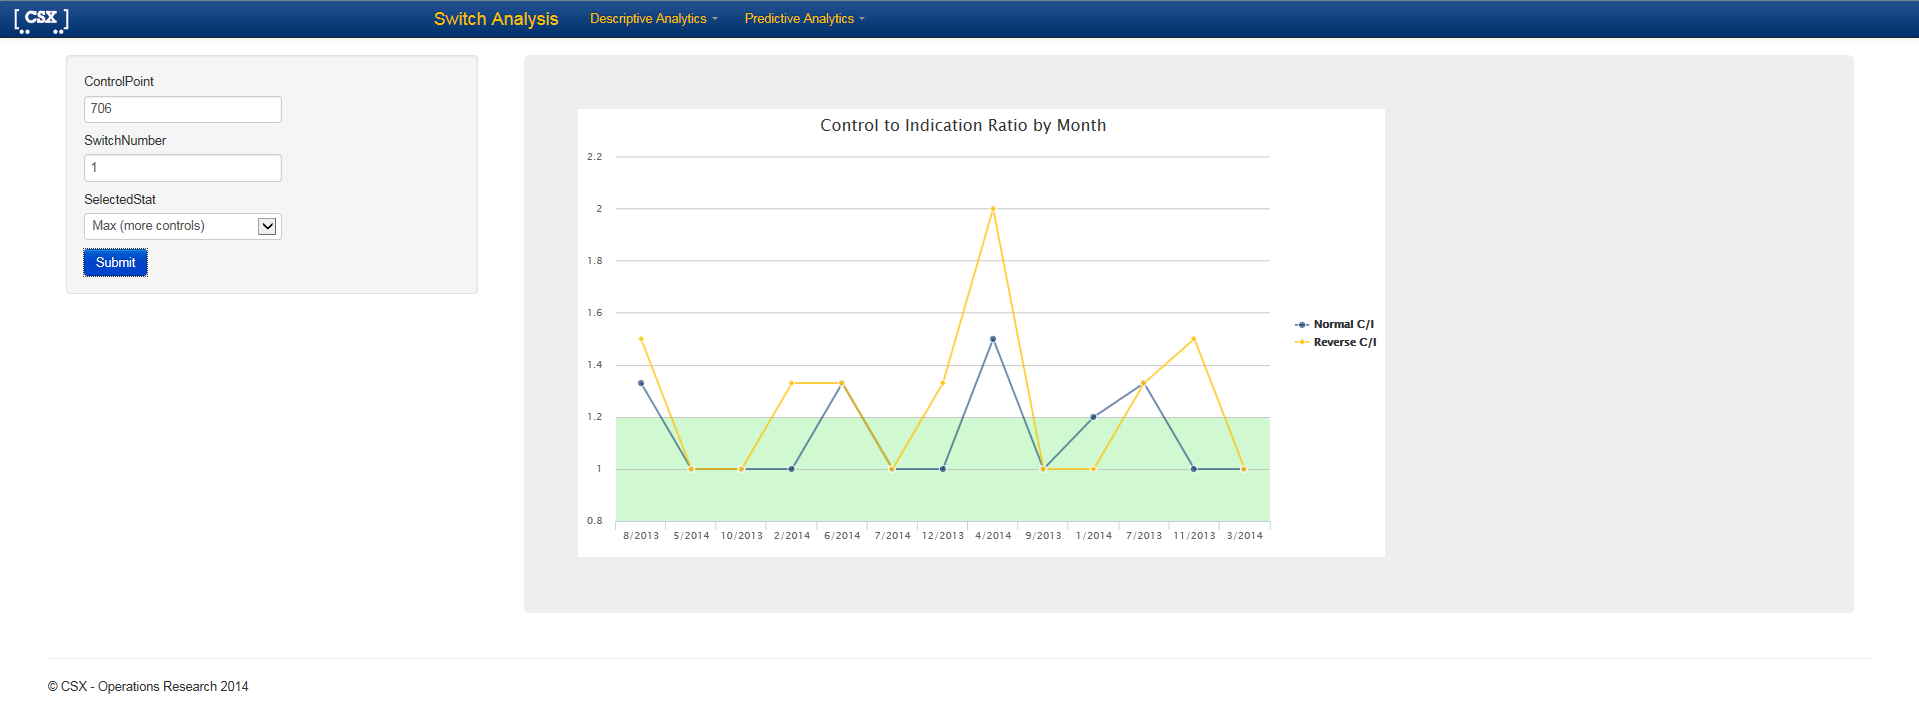 CSX
Switch Analysis Descriptive Analytics Predictive Analytics
ControlPoint
706
SwitchNumber
1
SelectedStat
Max (more controls)
Submit
Control to Indication Ratio by Month
2.2
2
1.8
1.6
1.4
1.2
1
0.8
8/2013 5/2014 10/2013 2/2014 6/2014 7/2014 12/2013 4/2014 9/2013 1/2014 7/2013 11/2013 3/2014
Normal C/I
Reverse C/I
© CSX - Operations Research 2014